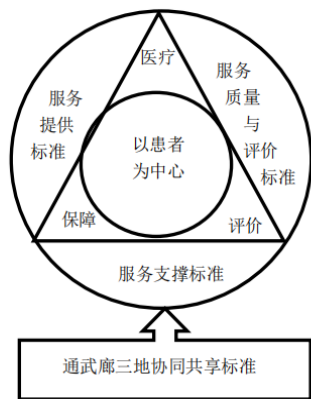 医疗
服务
提供
标准
服务
质量
与
评价
标准
以患者
为中心
保障
评价
服务支撑标准
通武廊三地协同共享标准